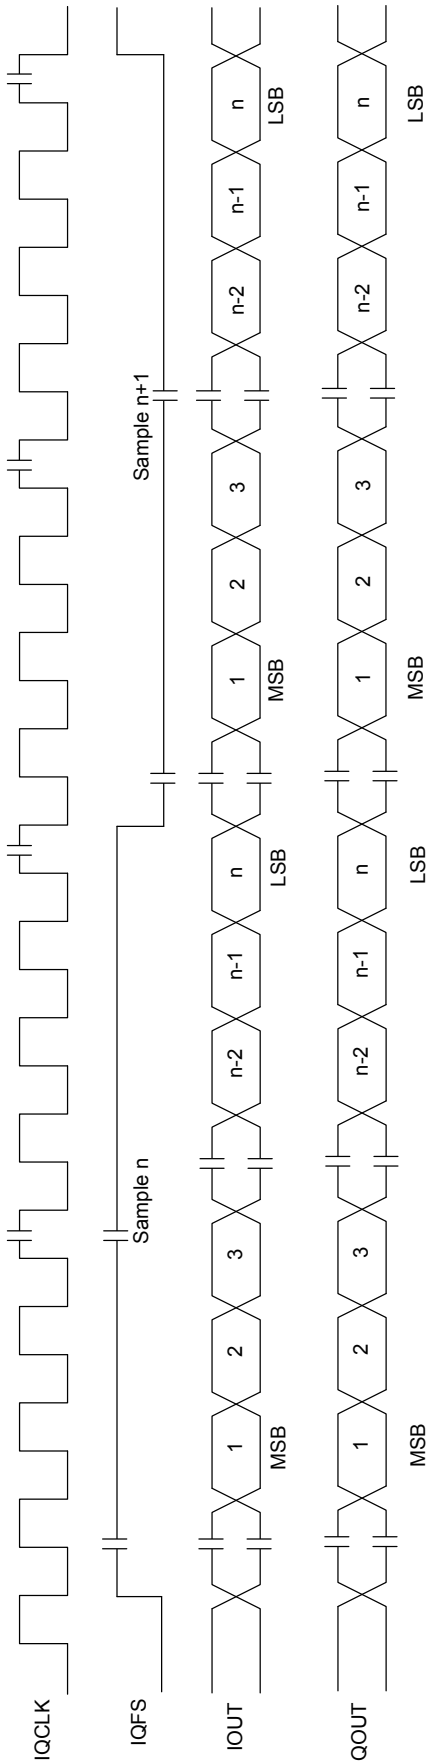 IQCLK
IQFS
Sample n
Sample n+1
IOUT
1 2 3 n-2 n-1 n 1 2 3 n-2 n-1 n
MSB LSB MSB LSB
QOUT
1 2 3 n-2 n-1 n 1 2 3 n-2 n-1 n
MSB LSB MSB LSB